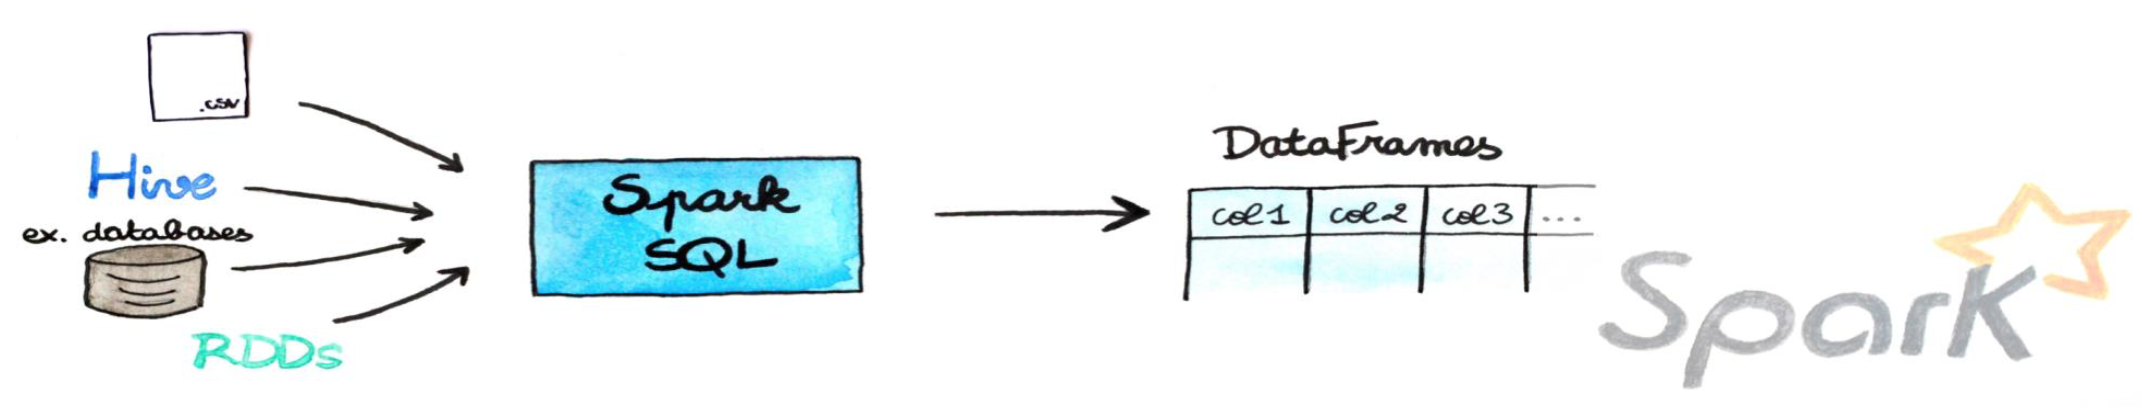 .csv
Hive
ex. databases
RDDs
Spark
SQL
DataFrames
col1 col2 col3 ...
Spark